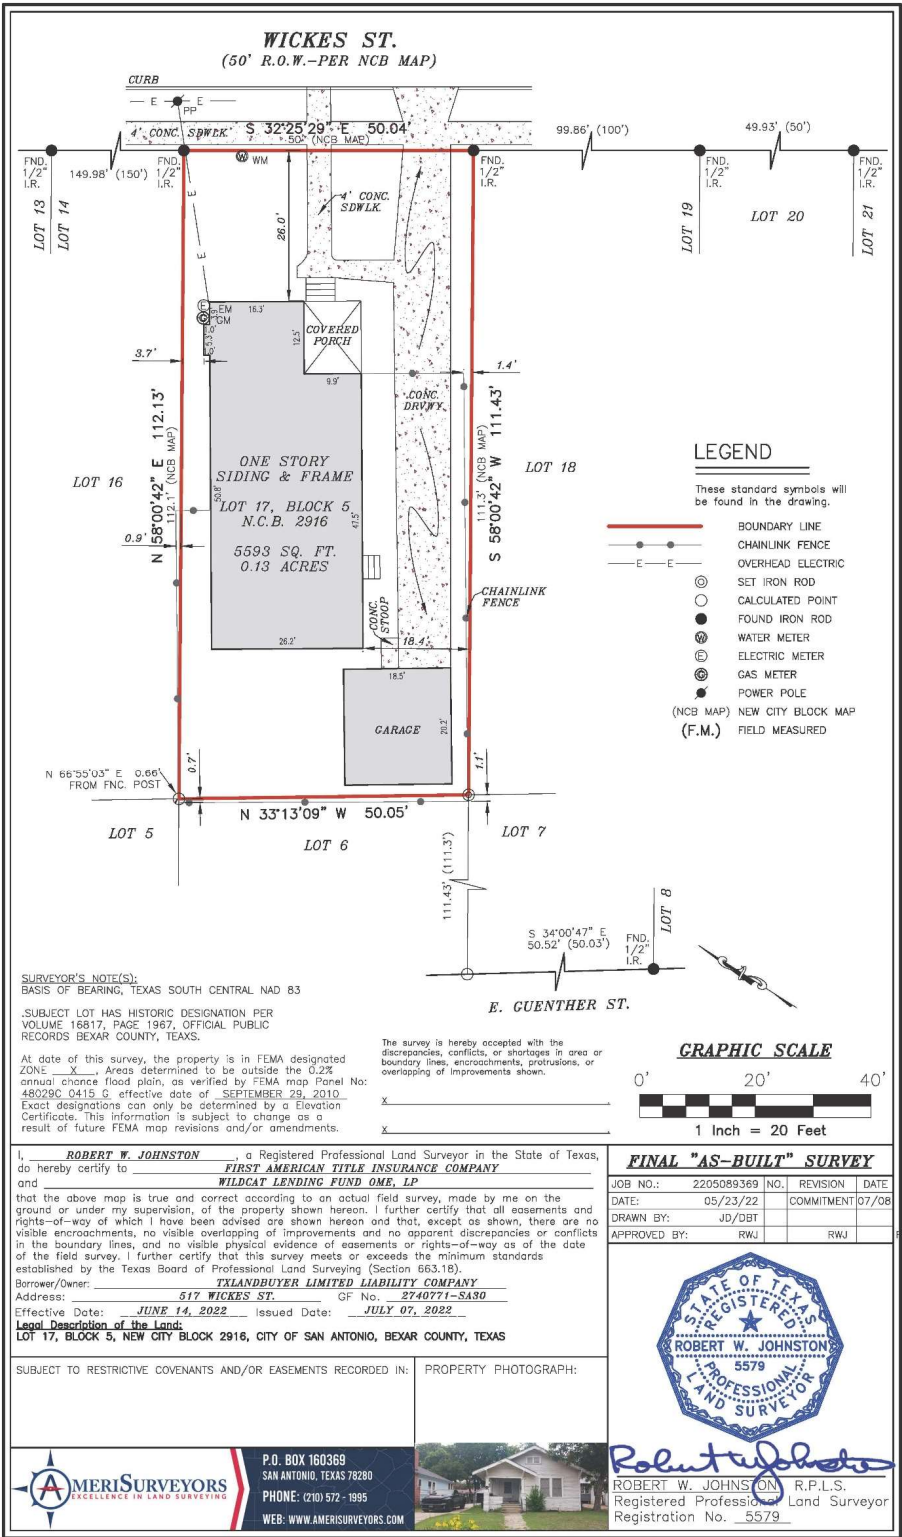 WICKES ST.
(50' R.O.W.-PER NCB MAP)
CURB
E E
PP
4' CONC. SDWLK.
S 32°25'29" E 50.04'
50' (NCB MAP)
99.86' (100')
49.93' (50')
149.98' (150')
FND.
1/2"
I.R.
FND.
1/2"
I.R.
WM
FND.
1/2"
I.R.
FND.
1/2"
I.R.
FND.
1/2"
I.R.
LOT 13
LOT 14
4' CONC.
SDWLK
26.0'
LOT 19
LOT 20
LOT 21
E
E
E EM
G GM
16.3'
3.9'
5.3'
12.5'
COVERED
PORCH
9.9'
3.7'
1.4'
CONC.
DRVWY
N 58°00'42" E 112.13'
112.1' (NCB MAP)
S 58°00'42" W 111.43'
111.3' (NCB MAP)
LOT 16
LOT 18
ONE STORY
SIDING & FRAME
LOT 17, BLOCK 5
N.C.B. 2916
5593 SQ. FT.
0.13 ACRES
50.8'
47.5'
0.9'
CHAINLINK
FENCE
CONC.
STOOP
26.2'
18.4'
18.5'
GARAGE
20.2'
N 66°55'03" E 0.66'
FROM FNC. POST
0.7'
1.1'
N 33°13'09" W 50.05'
LOT 5
LOT 6
LOT 7
111.43' (111.3')
S 34°00'47" E
50.52' (50.03')
FND.
1/2"
I.R.
LOT 8
E. GUENTHER ST.
LEGEND
These standard symbols will
be found in the drawing.
BOUNDARY LINE
CHAINLINK FENCE
E E OVERHEAD ELECTRIC
SET IRON ROD
CALCULATED POINT
FOUND IRON ROD
W WATER METER
E ELECTRIC METER
G GAS METER
POWER POLE
(NCB MAP) NEW CITY BLOCK MAP
(F.M.) FIELD MEASURED
SURVEYOR'S NOTE(S):
BASIS OF BEARING, TEXAS SOUTH CENTRAL NAD 83
.SUBJECT LOT HAS HISTORIC DESIGNATION PER
VOLUME 16817, PAGE 1967, OFFICIAL PUBLIC
RECORDS BEXAR COUNTY, TEAXS.
At date of this survey, the property is in FEMA designated
ZONE X , Areas determined to be outside the 0.2%
annual chance flood plain, as verified by FEMA map Panel No:
48029C 0415 G effective date of SEPTEMBER 29, 2010
Exact designations can only be determined by a Elevation
Certificate. This information is subject to change as a
result of future FEMA map revisions and/or amendments.
The survey is hereby accepted with the
discrepancies, conflicts, or shortages in area or
boundary lines, encroachments, protrusions, or
overlapping of Improvements shown.
X
X
GRAPHIC SCALE
0' 20' 40'
1 Inch = 20 Feet
I, ROBERT W. JOHNSTON , a Registered Professional Land Surveyor in the State of Texas,
do hereby certify to FIRST AMERICAN TITLE INSURANCE COMPANY
and WILDCAT LENDING FUND OME, LP
that the above map is true and correct according to an actual field survey, made by me on the
ground or under my supervision, of the property shown hereon. I further certify that all easements and
rights-of-way of which I have been advised are shown hereon and that, except as shown, there are no
visible encroachments, no visible overlapping of improvements and no apparent discrepancies or conflicts
in the boundary lines, and no visible physical evidence of easements or rights-of-way as of the date
of the field survey. I further certify that this survey meets or exceeds the minimum standards
established by the Texas Board of Professional Land Surveying (Section 663.18).
Borrower/Owner: TXLANDBUYER LIMITED LIABILITY COMPANY
Address: 517 WICKES ST. GF No. 2740771-SA30
Effective Date: JUNE 14, 2022 Issued Date: JULY 07, 2022
Legal Description of the Land:
LOT 17, BLOCK 5, NEW CITY BLOCK 2916, CITY OF SAN ANTONIO, BEXAR COUNTY, TEXAS
SUBJECT TO RESTRICTIVE COVENANTS AND/OR EASEMENTS RECORDED IN:
PROPERTY PHOTOGRAPH:
FINAL "AS-BUILT" SURVEY
JOB NO.: 2205089369 NO. REVISION DATE
DATE: 05/23/22 COMMITMENT 07/08
DRAWN BY: JD/DBT
APPROVED BY: RWJ RWJ
STATE OF TEXAS
REGISTERED
ROBERT W. JOHNSTON
5579
PROFESSIONAL
LAND SURVEYOR
Robert W Johnston
ROBERT W. JOHNSTON R.P.L.S.
Registered Professional Land Surveyor
Registration No. 5579
AMERISURVEYORS
EXCELLENCE IN LAND SURVEYING
P.O. BOX 160369
SAN ANTONIO, TEXAS 78280
PHONE: (210) 572 - 1995
WEB: WWW.AMERISURVEYORS.COM